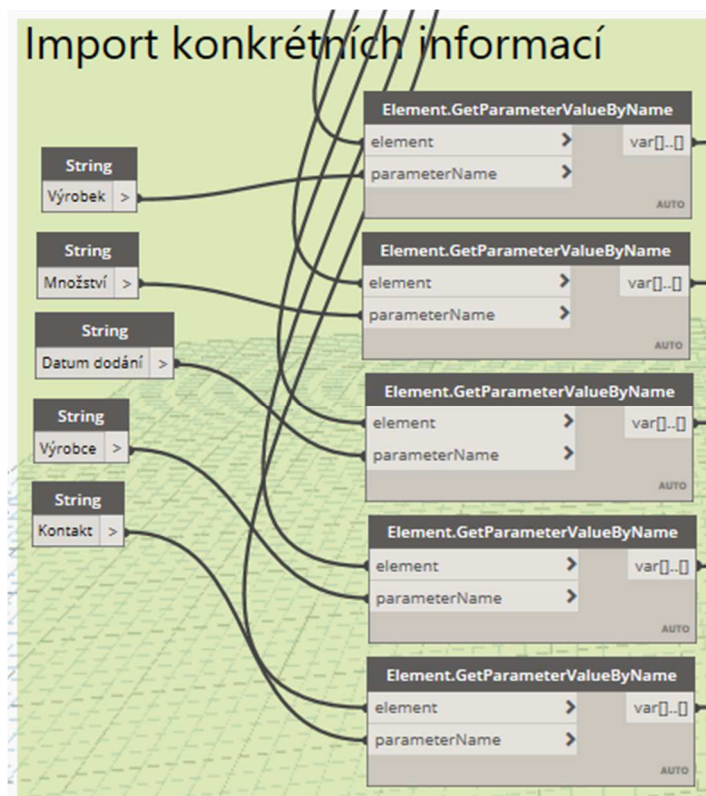 Import konkrétních informací
String
Výrobek >
String
Množství >
String
Datum dodání >
String
Výrobce >
String
Kontakt >
Element.GetParameterValueByName
element > var[]..[]
parameterName >
AUTO
Element.GetParameterValueByName
element > var[]..[]
parameterName >
AUTO
Element.GetParameterValueByName
element > var[]..[]
parameterName >
AUTO
Element.GetParameterValueByName
element > var[]..[]
parameterName >
AUTO
Element.GetParameterValueByName
element > var[]..[]
parameterName >
AUTO